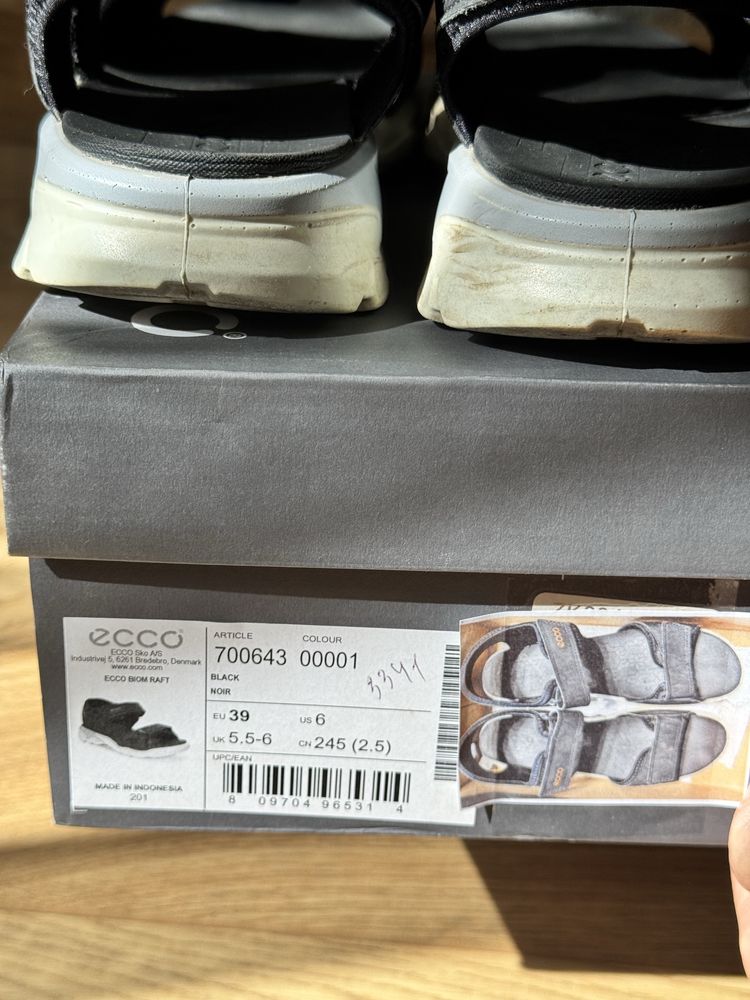 ecco
ECCO Sko A/S
Industrivej 5, 6261 Bredebro, Denmark
www.ecco.com
ECCO BIOM RAFT
MADE IN INDONESIA
201
ARTICLE COLOUR
700643 00001
BLACK
NOIR
3341
EU 39 US 6
UK 5.5-6 CN 245 (2.5)
UPC/EAN
8 09704 96531 4
ecco
ecco